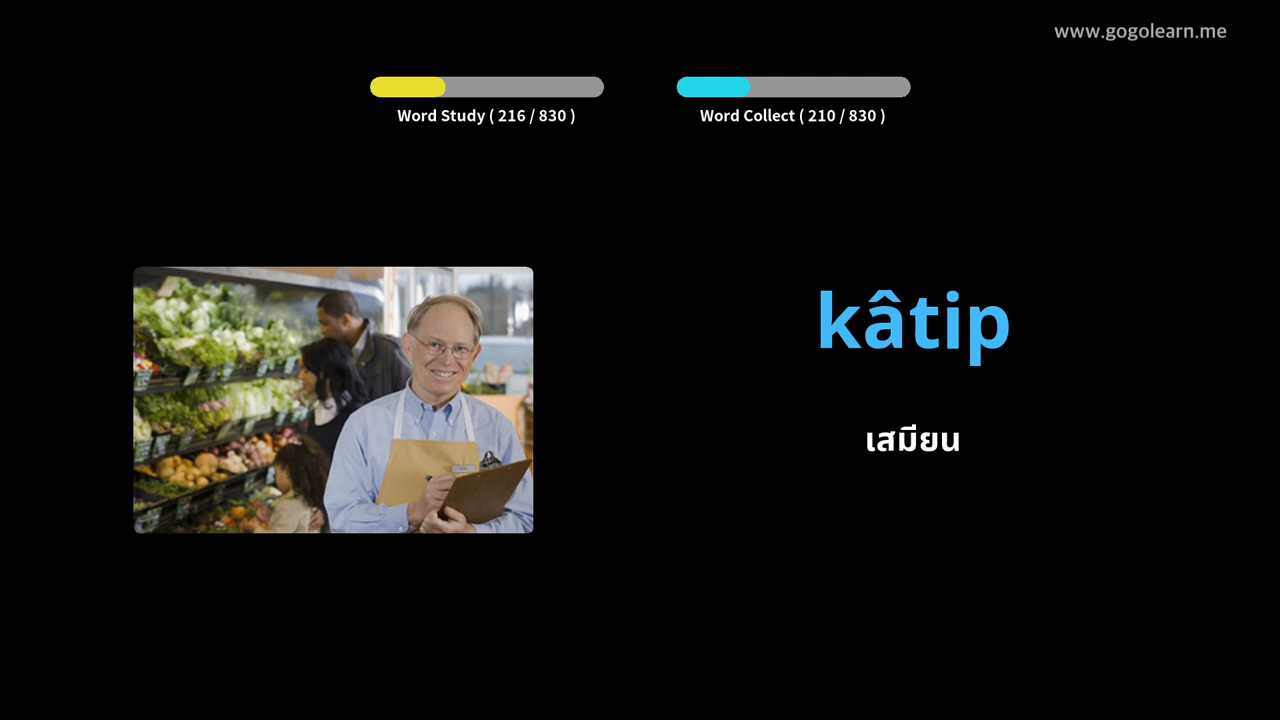 www.gogolearn.me
Word Study ( 216 / 830 )
Word Collect ( 210 / 830 )
kâtip
เสมียน